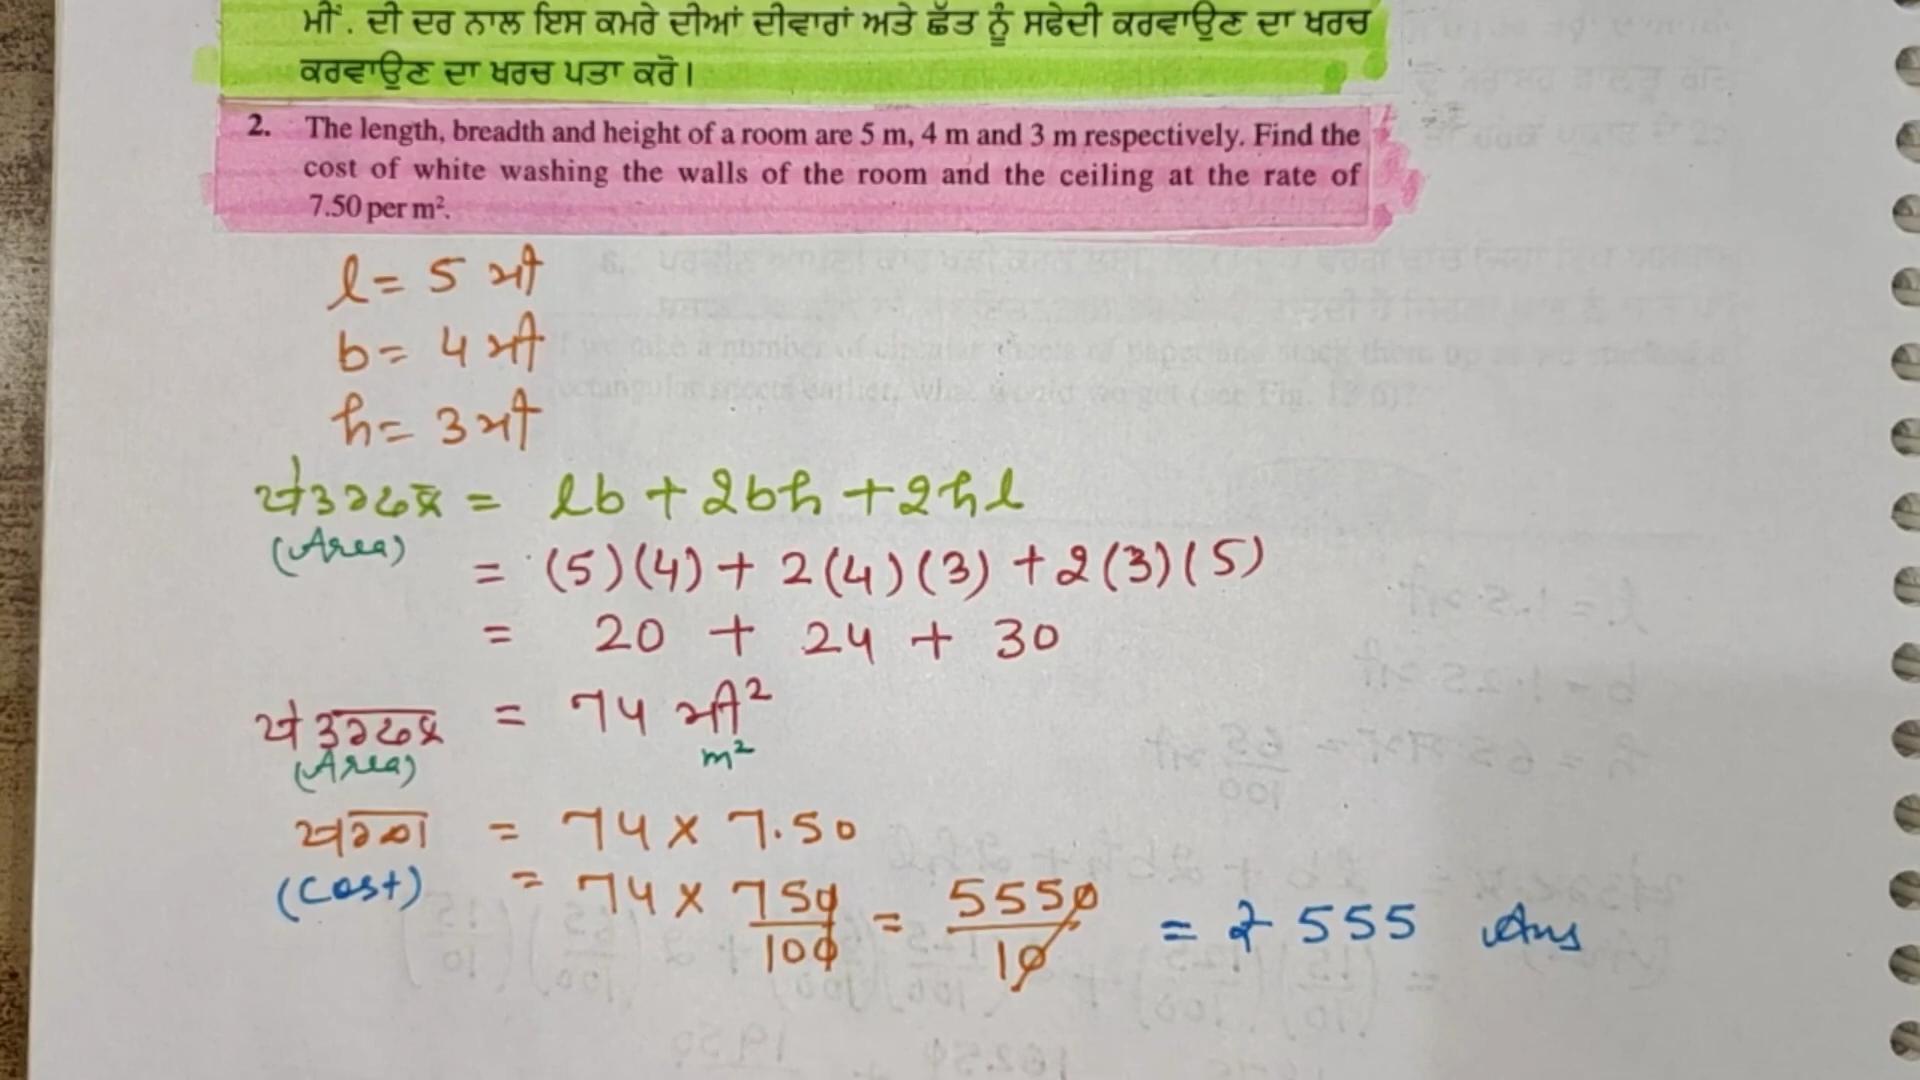 ਮੀਂ. ਦੀ ਦਰ ਨਾਲ ਇਸ ਕਮਰੇ ਦੀਆਂ ਦੀਵਾਰਾਂ ਅਤੇ ਛੱਤ ਨੂੰ ਸਫੇਦੀ ਕਰਵਾਉਣ ਦਾ ਖਰਚ
ਕਰਵਾਉਣ ਦਾ ਖਰਚ ਪਤਾ ਕਰੋ।
2. The length, breadth and height of a room are 5 m, 4 m and 3 m respectively. Find the
cost of white washing the walls of the room and the ceiling at the rate of
7.50 per m².
l = 5 ਮੀ
b = 4 ਮੀ
h = 3 ਮੀ
ਖੇਤਰਫਲ = lb + 2bh + 2hl
(Area)
= (5)(4) + 2(4)(3) + 2(3)(5)
= 20 + 24 + 30
ਖੇਤਰਫਲ = 74 ਮੀ²
(Area) m²
ਖਰਚਾ = 74 × 7.50
(Cost) = 74 × 750/100 = 5550/10 = ₹ 555 Ans